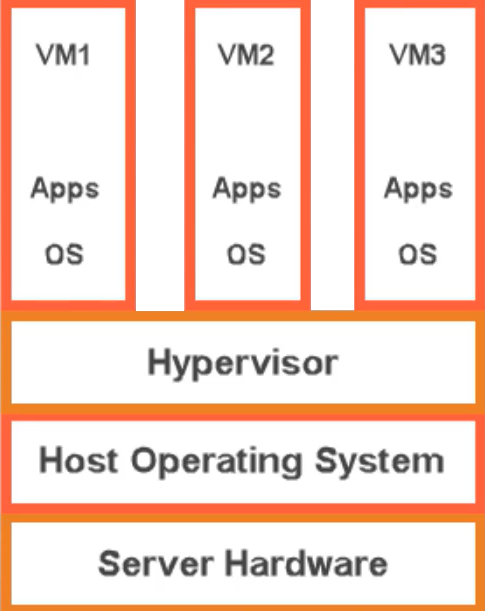 VM1 VM2 VM3
Apps Apps Apps
OS OS OS
Hypervisor
Host Operating System
Server Hardware